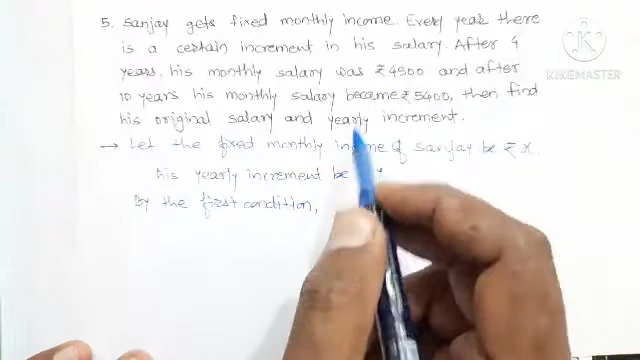 5. Sanjay gets fixed monthly income. Every year there
is a certain increment in his salary. After 4
years, his monthly salary was ₹4500 and after
10 years his monthly salary became ₹5400, then find
his original salary and yearly increment.
→ Let the fixed monthly income of Sanjay be ₹ x.
his yearly increment be
By the first condition,
KINEMASTER